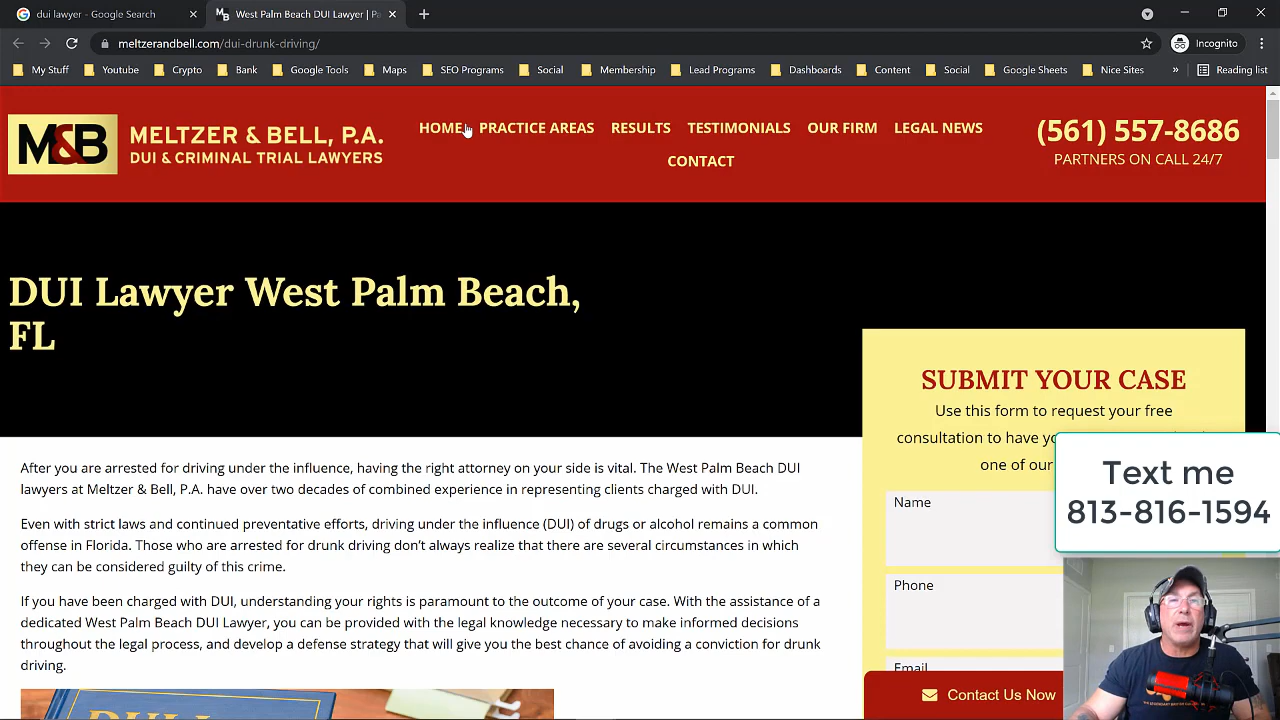 dui lawyer - Google Search
West Palm Beach DUI Lawyer | P
meltzerandbell.com/dui-drunk-driving/
Incognito
My Stuff
Youtube
Crypto
Bank
Google Tools
Maps
SEO Programs
Social
Membership
Lead Programs
Dashboards
Content
Social
Google Sheets
Nice Sites
»
Reading list
M&B
MELTZER & BELL, P.A.
DUI & CRIMINAL TRIAL LAWYERS
HOME
PRACTICE AREAS
RESULTS
TESTIMONIALS
OUR FIRM
LEGAL NEWS
CONTACT
(561) 557-8686
PARTNERS ON CALL 24/7
DUI Lawyer West Palm Beach,
FL
After you are arrested for driving under the influence, having the right attorney on your side is vital. The West Palm Beach DUI
lawyers at Meltzer & Bell, P.A. have over two decades of combined experience in representing clients charged with DUI.
Even with strict laws and continued preventative efforts, driving under the influence (DUI) of drugs or alcohol remains a common
offense in Florida. Those who are arrested for drunk driving don't always realize that there are several circumstances in which
they can be considered guilty of this crime.
If you have been charged with DUI, understanding your rights is paramount to the outcome of your case. With the assistance of a
dedicated West Palm Beach DUI Lawyer, you can be provided with the legal knowledge necessary to make informed decisions
throughout the legal process, and develop a defense strategy that will give you the best chance of avoiding a conviction for drunk
driving.
SUBMIT YOUR CASE
Use this form to request your free
consultation to have
one of our
Name
Phone
Email
Contact Us Now
Text me
813-816-1594